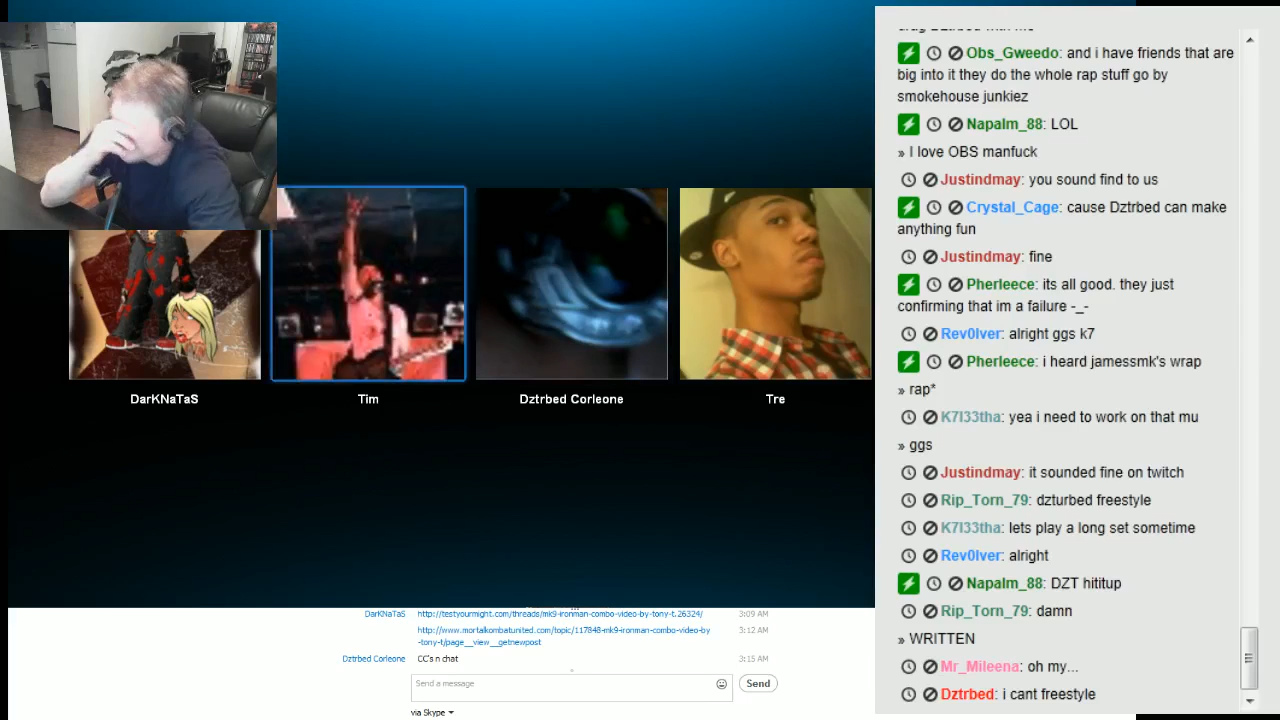 DarKNaTaS
Tim
Dztrbed Corleone
Tre
DarKNaTaS http://testyourmight.com/threads/mk9-ironman-combo-video-by-tony-t.26324/ 3:09 AM
http://www.mortalkombatunited.com/topic/117848-mk9-ironman-combo-video-by 3:12 AM
-tony-t/page__view__getnewpost
Dztrbed Corleone CC's n chat 3:15 AM
Send a message Send
via Skype
Obs_Gweedo: and i have friends that are
big into it they do the whole rap stuff go by
smokehouse junkiez
Napalm_88: LOL
» I love OBS manfuck
Justindmay: you sound find to us
Crystal_Cage: cause Dztrbed can make
anything fun
Justindmay: fine
Pherleece: its all good. they just
confirming that im a failure -_-
Rev0lver: alright ggs k7
Pherleece: i heard jamessmk's wrap
» rap*
K7l33tha: yea i need to work on that mu
» ggs
Justindmay: it sounded fine on twitch
Rip_Torn_79: dzturbed freestyle
K7l33tha: lets play a long set sometime
Rev0lver: alright
Napalm_88: DZT hititup
Rip_Torn_79: damn
» WRITTEN
Mr_Mileena: oh my...
Dztrbed: i cant freestyle